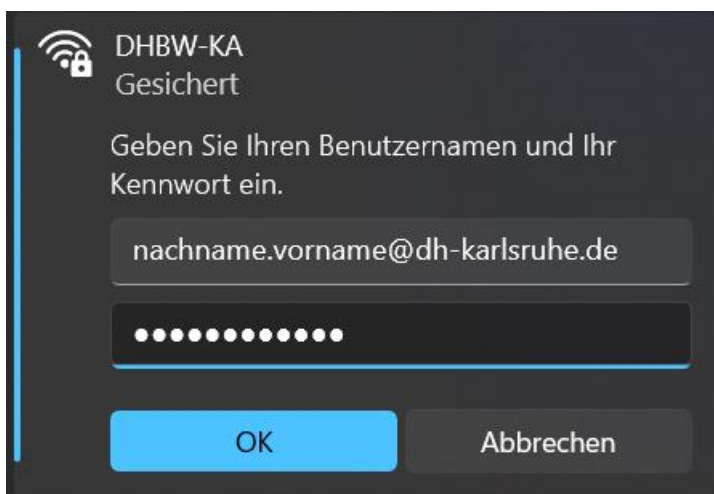 DHBW-KA
Gesichert
Geben Sie Ihren Benutzernamen und Ihr
Kennwort ein.
nachname.vorname@dh-karlsruhe.de
●●●●●●●●●●●●
OK
Abbrechen